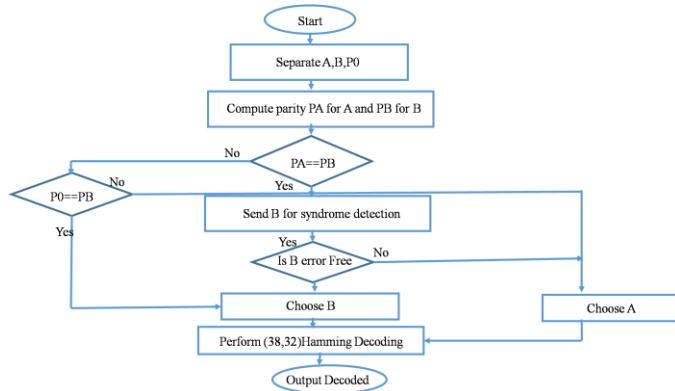 Start
Separate A,B,P0
Compute parity PA for A and PB for B
No
PA==PB
P0==PB
No
Yes
Send B for syndrome detection
Yes
Yes
Is B error Free
No
Choose B
Choose A
Perform (38,32)Hamming Decoding
Output Decoded